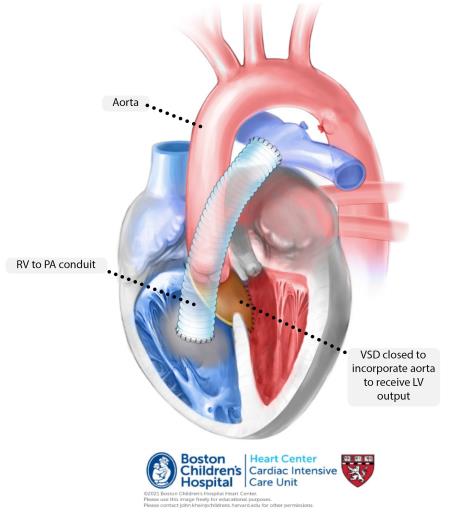 Aorta
RV to PA conduit
VSD closed to
incorporate aorta
to receive LV
output
Boston
Children's
Hospital
Heart Center
Cardiac Intensive
Care Unit
©2021 Boston Children's Hospital Heart Center.
Please use this image freely for educational purposes.
Please contact john.kheir@childrens.harvard.edu for other permissions.